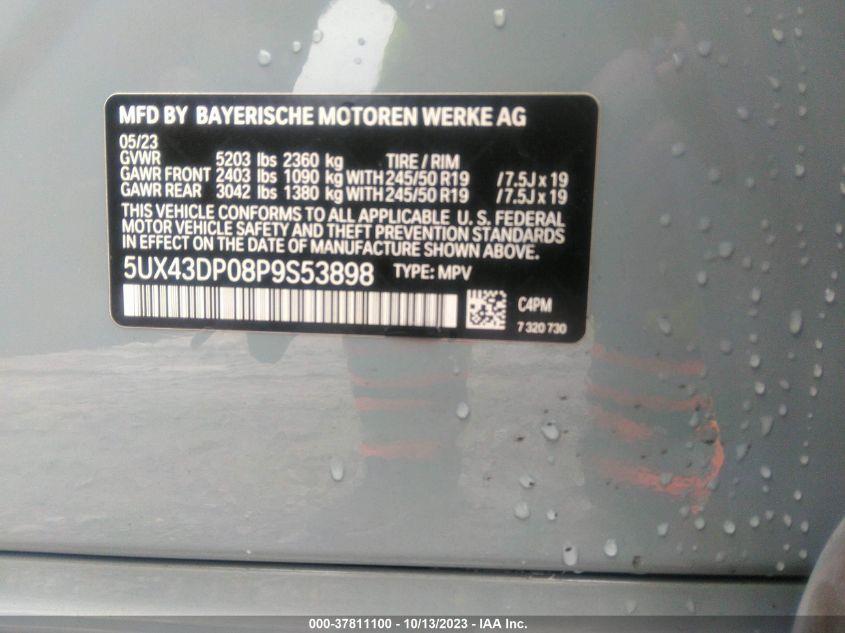 MFD BY BAYERISCHE MOTOREN WERKE AG
05/23
GVWR 5203 lbs 2360 kg TIRE / RIM
GAWR FRONT 2403 lbs 1090 kg WITH 245/50 R19 / 7.5J x 19
GAWR REAR 3042 lbs 1380 kg WITH 245/50 R19 / 7.5J x 19
THIS VEHICLE CONFORMS TO ALL APPLICABLE U. S. FEDERAL
MOTOR VEHICLE SAFETY AND THEFT PREVENTION STANDARDS
IN EFFECT ON THE DATE OF MANUFACTURE SHOWN ABOVE.
5UX43DP08P9S53898 TYPE: MPV
C4PM
7 320 730
000-37811100 - 10/13/2023 - IAA Inc.